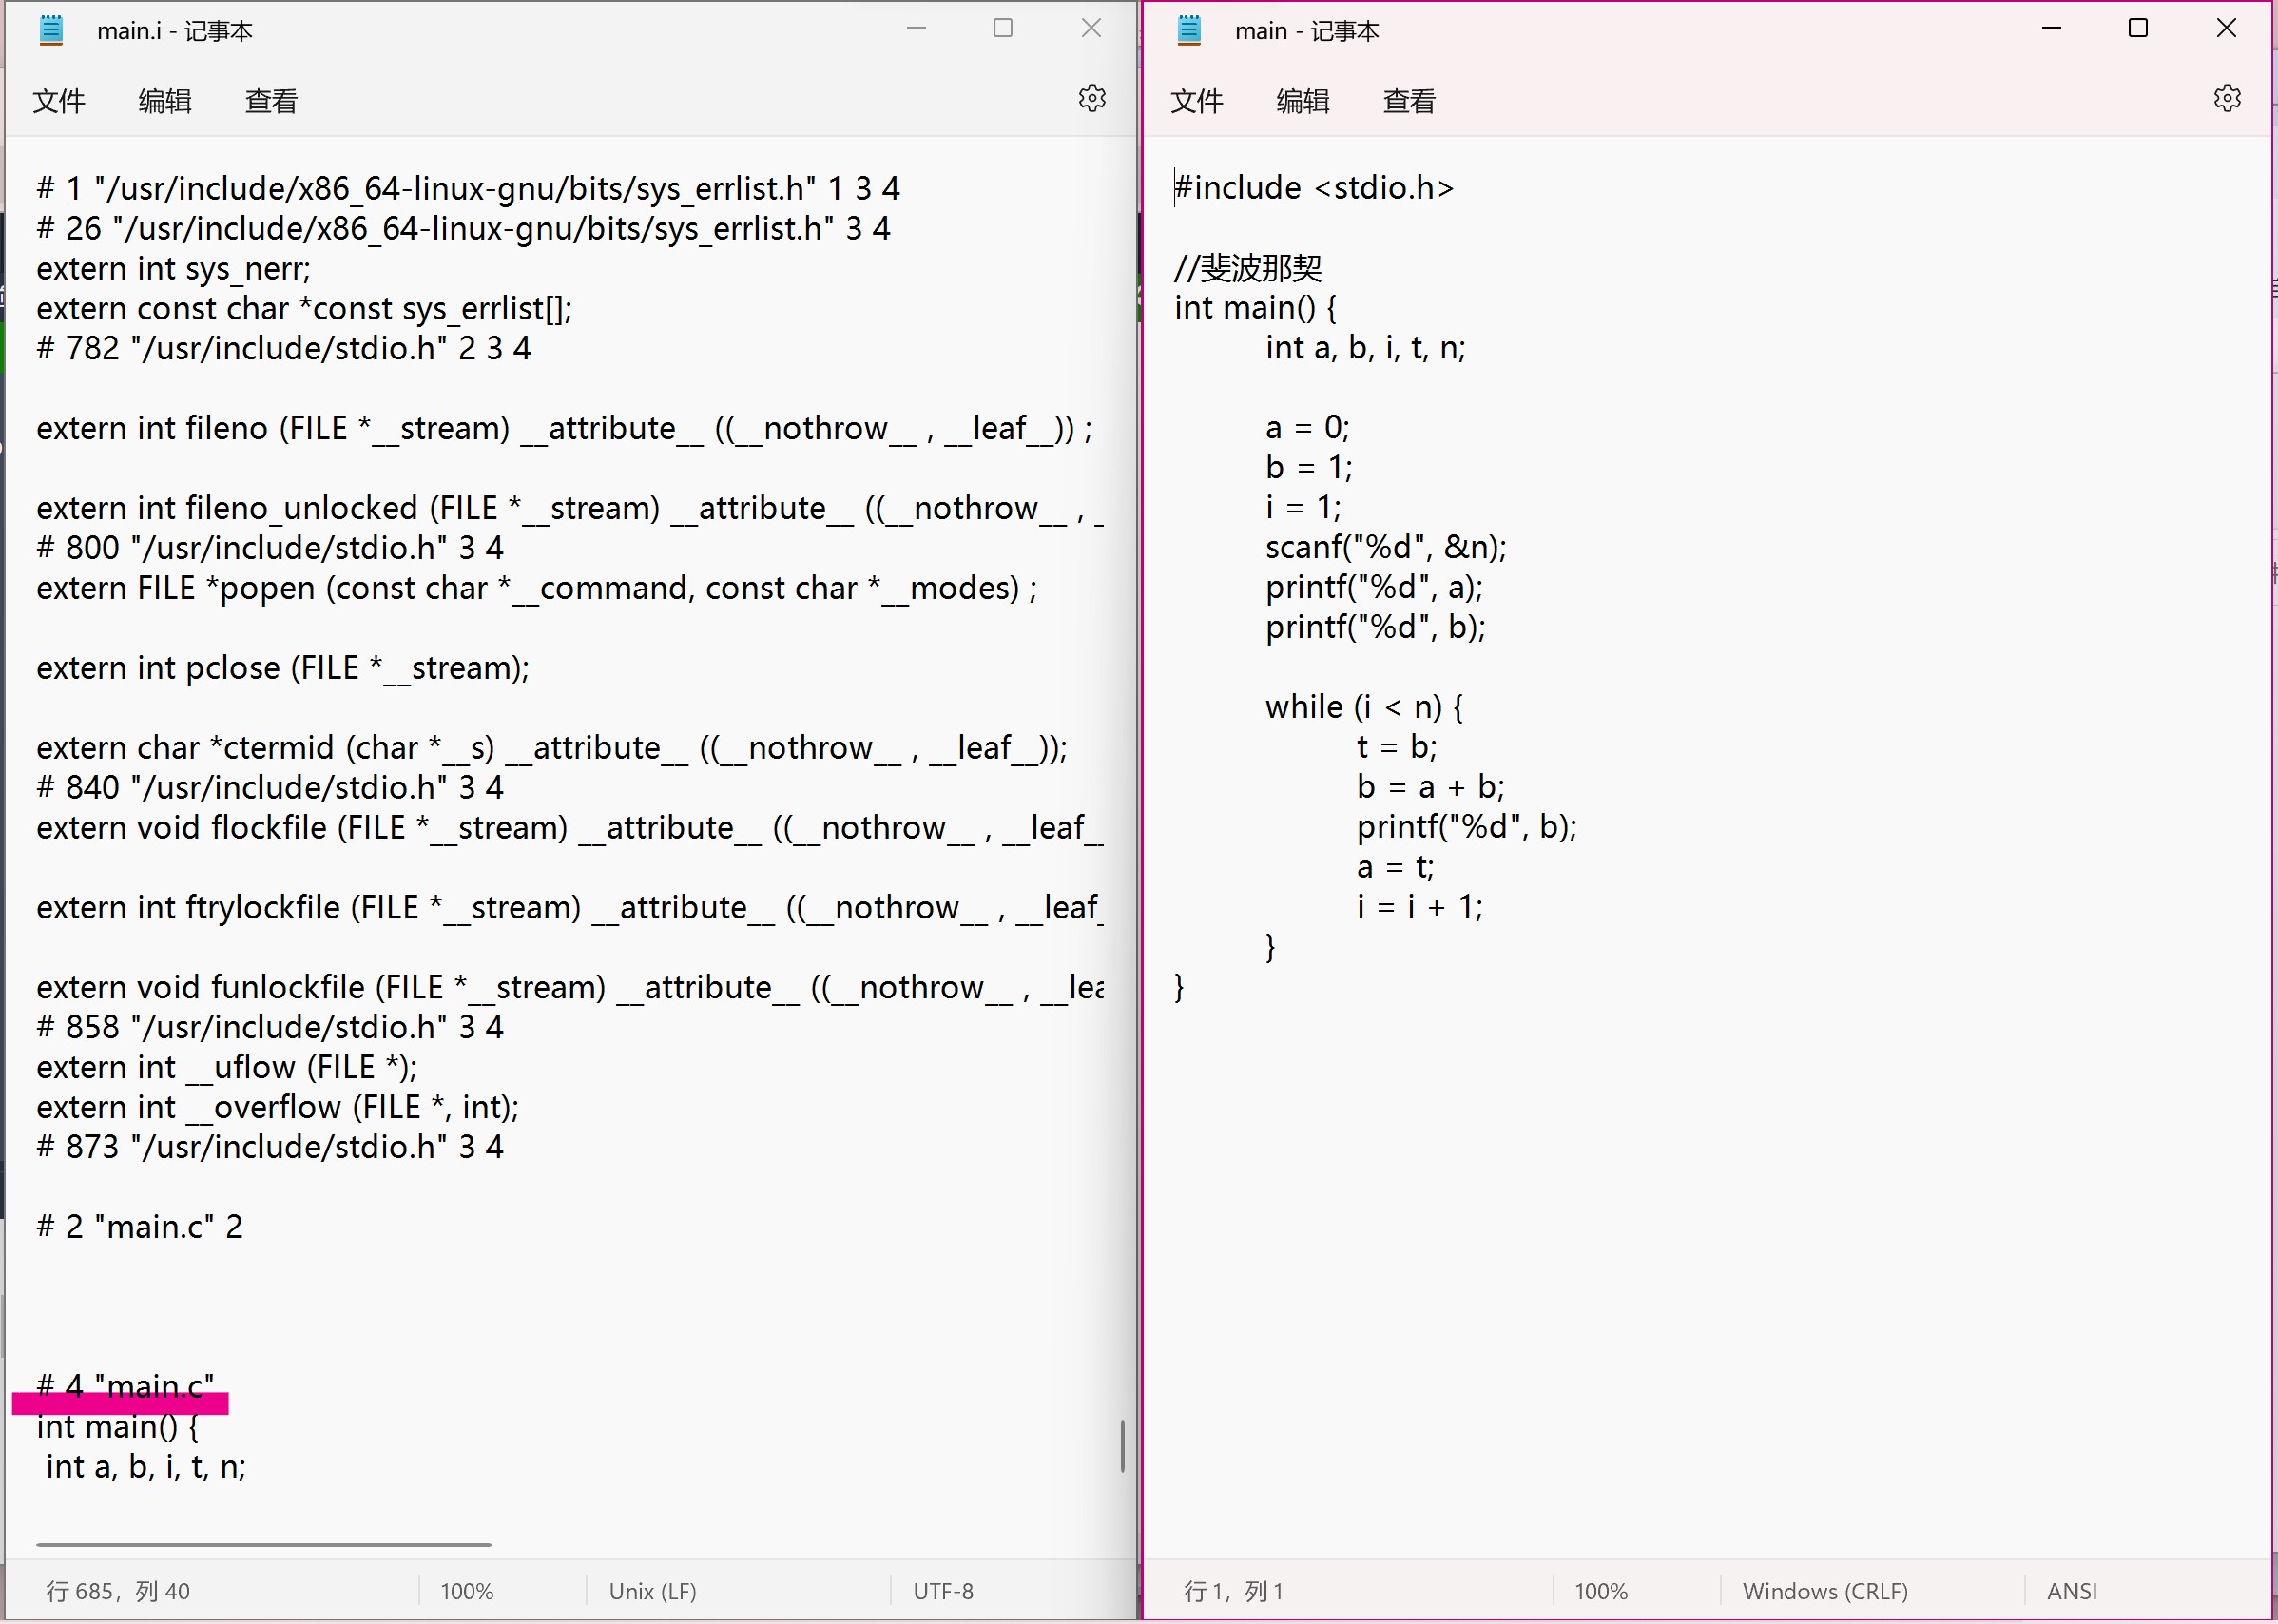 main.i - 记事本
文件 编辑 查看
# 1 "/usr/include/x86_64-linux-gnu/bits/sys_errlist.h" 1 3 4
# 26 "/usr/include/x86_64-linux-gnu/bits/sys_errlist.h" 3 4
extern int sys_nerr;
extern const char *const sys_errlist[];
# 782 "/usr/include/stdio.h" 2 3 4
extern int fileno (FILE *__stream) __attribute__ ((__nothrow__ , __leaf__)) ;
extern int fileno_unlocked (FILE *__stream) __attribute__ ((__nothrow__ , _
# 800 "/usr/include/stdio.h" 3 4
extern FILE *popen (const char *__command, const char *__modes) ;
extern int pclose (FILE *__stream);
extern char *ctermid (char *__s) __attribute__ ((__nothrow__ , __leaf__));
# 840 "/usr/include/stdio.h" 3 4
extern void flockfile (FILE *__stream) __attribute__ ((__nothrow__ , __leaf__
extern int ftrylockfile (FILE *__stream) __attribute__ ((__nothrow__ , __leaf_
extern void funlockfile (FILE *__stream) __attribute__ ((__nothrow__ , __lea
# 858 "/usr/include/stdio.h" 3 4
extern int __uflow (FILE *);
extern int __overflow (FILE *, int);
# 873 "/usr/include/stdio.h" 3 4
# 2 "main.c" 2
# 4 "main.c"
int main() {
int a, b, i, t, n;
行 685，列 40 100% Unix (LF) UTF-8
main - 记事本
文件 编辑 查看
#include <stdio.h>
//斐波那契
int main() {
int a, b, i, t, n;
a = 0;
b = 1;
i = 1;
scanf("%d", &n);
printf("%d", a);
printf("%d", b);
while (i < n) {
t = b;
b = a + b;
printf("%d", b);
a = t;
i = i + 1;
}
}
行 1，列 1 100% Windows (CRLF) ANSI